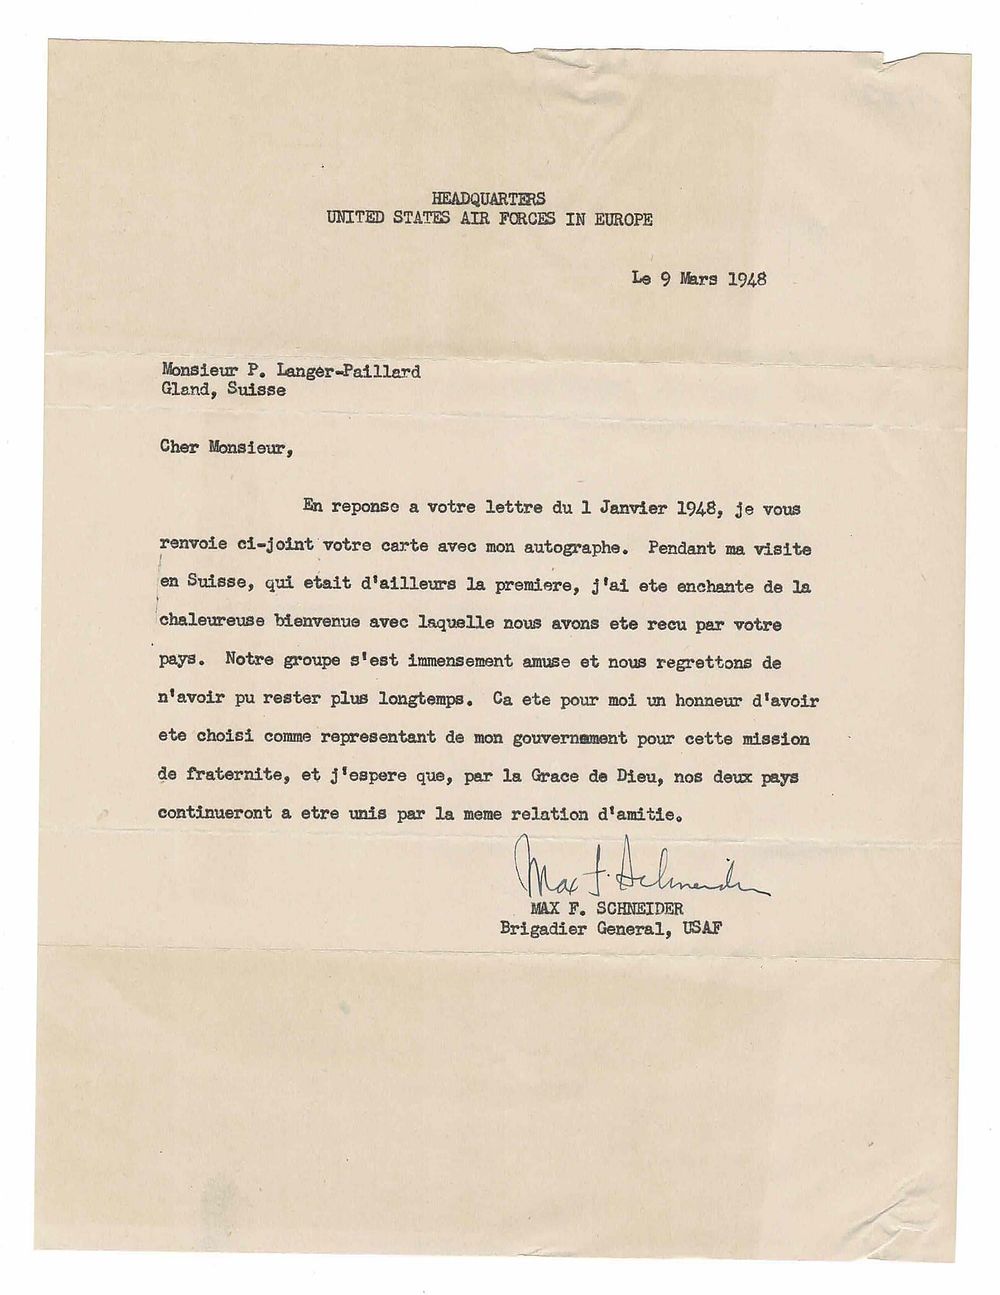 HEADQUARTERS
UNITED STATES AIR FORCES IN EUROPE
Le 9 Mars 1948
Monsieur P. Langer-Paillard
Gland, Suisse
Cher Monsieur,
En reponse a votre lettre du 1 Janvier 1948, je vous
renvoie ci-joint votre carte avec mon autographe. Pendant ma visite
en Suisse, qui etait d'ailleurs la premiere, j'ai ete enchante de la
chaleureuse bienvenue avec laquelle nous avons ete recu par votre
pays. Notre groupe s'est immensement amuse et nous regrettons de
n'avoir pu rester plus longtemps. Ca ete pour moi un honneur d'avoir
ete choisi comme representant de mon gouvernement pour cette mission
de fraternite, et j'espere que, par la Grace de Dieu, nos deux pays
continueront a etre unis par la meme relation d'amitie.
Max F. Schneider
MAX F. SCHNEIDER
Brigadier General, USAF